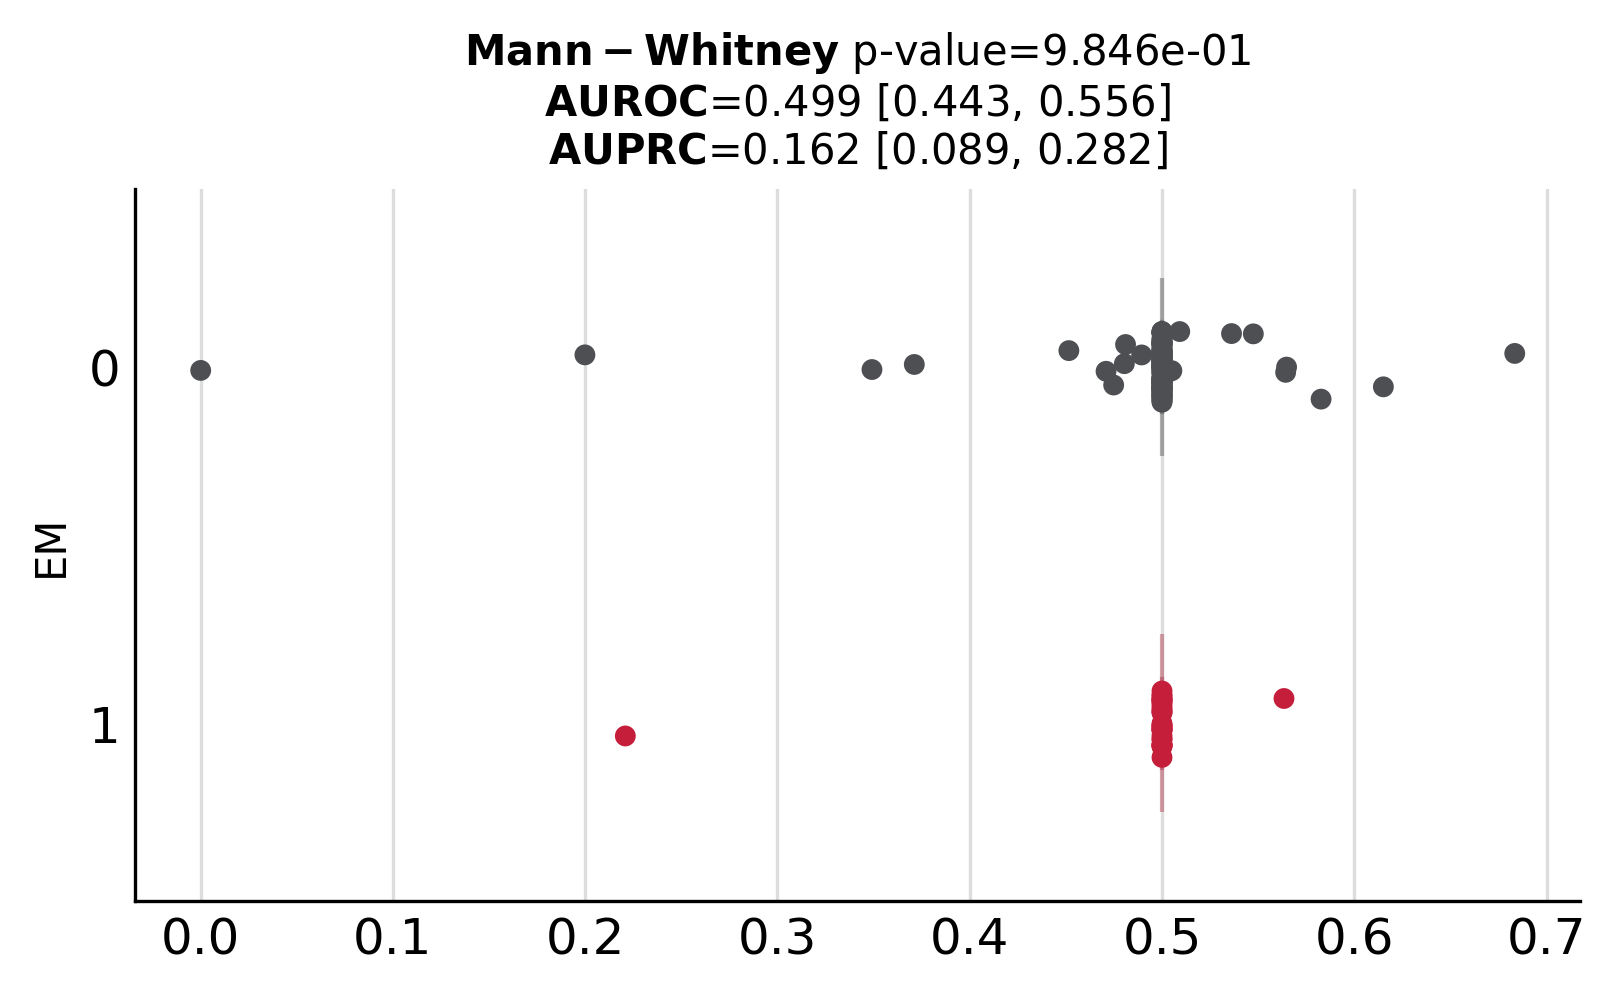 Mann – Whitney p-value=9.846e-01
AUROC=0.499 [0.443, 0.556]
AUPRC=0.162 [0.089, 0.282]
0
EM
1
0.0 0.1 0.2 0.3 0.4 0.5 0.6 0.7